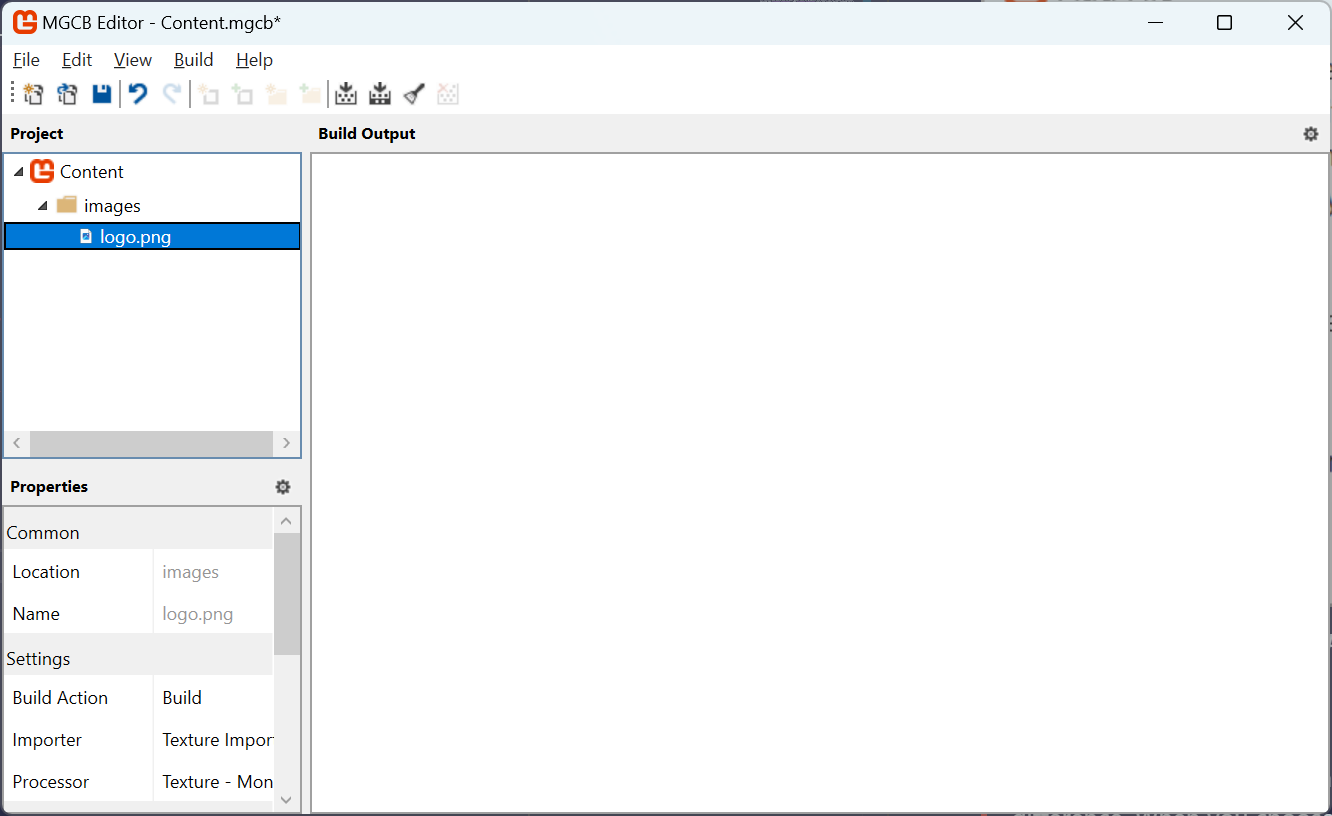 MGCB Editor - Content.mgcb*
File Edit View Build Help
Project
Build Output
Content
images
logo.png
Properties
Common
Location images
Name logo.png
Settings
Build Action Build
Importer Texture Impor
Processor Texture - Mon